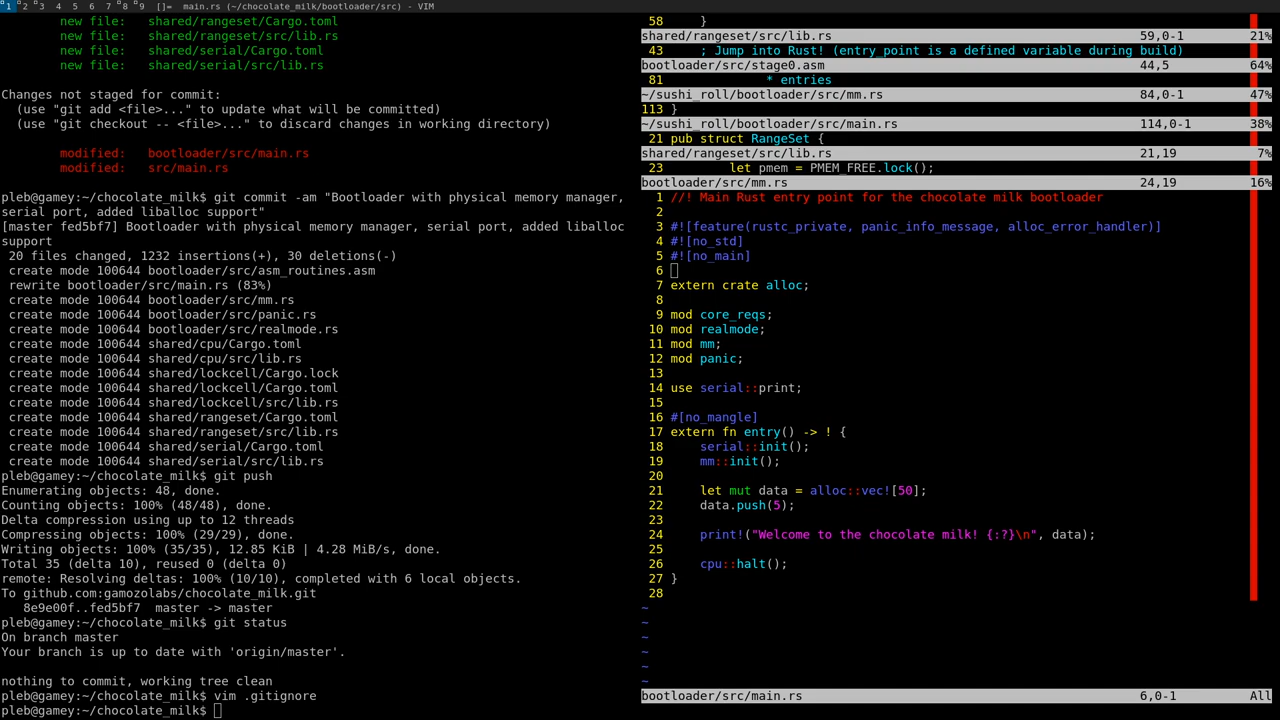 1 2 3 4 5 6 7 8 9 []= main.rs (~/chocolate_milk/bootloader/src) - VIM
new file:   shared/rangeset/Cargo.toml
new file:   shared/rangeset/src/lib.rs
new file:   shared/serial/Cargo.toml
new file:   shared/serial/src/lib.rs
Changes not staged for commit:
(use "git add <file>..." to update what will be committed)
(use "git checkout -- <file>..." to discard changes in working directory)
modified:   bootloader/src/main.rs
modified:   src/main.rs
pleb@gamey:~/chocolate_milk$ git commit -am "Bootloader with physical memory manager,
serial port, added liballoc support"
[master fed5bf7] Bootloader with physical memory manager, serial port, added liballoc
support
20 files changed, 1232 insertions(+), 30 deletions(-)
create mode 100644 bootloader/src/asm_routines.asm
rewrite bootloader/src/main.rs (83%)
create mode 100644 bootloader/src/mm.rs
create mode 100644 bootloader/src/panic.rs
create mode 100644 bootloader/src/realmode.rs
create mode 100644 shared/cpu/Cargo.toml
create mode 100644 shared/cpu/src/lib.rs
create mode 100644 shared/lockcell/Cargo.lock
create mode 100644 shared/lockcell/Cargo.toml
create mode 100644 shared/lockcell/src/lib.rs
create mode 100644 shared/rangeset/Cargo.toml
create mode 100644 shared/rangeset/src/lib.rs
create mode 100644 shared/serial/Cargo.toml
create mode 100644 shared/serial/src/lib.rs
pleb@gamey:~/chocolate_milk$ git push
Enumerating objects: 48, done.
Counting objects: 100% (48/48), done.
Delta compression using up to 12 threads
Compressing objects: 100% (29/29), done.
Writing objects: 100% (35/35), 12.85 KiB | 4.28 MiB/s, done.
Total 35 (delta 10), reused 0 (delta 0)
remote: Resolving deltas: 100% (10/10), completed with 6 local objects.
To github.com:gamozolabs/chocolate_milk.git
8e9e00f..fed5bf7  master -> master
pleb@gamey:~/chocolate_milk$ git status
On branch master
Your branch is up to date with 'origin/master'.
nothing to commit, working tree clean
pleb@gamey:~/chocolate_milk$ vim .gitignore
pleb@gamey:~/chocolate_milk$
58     }
shared/rangeset/src/lib.rs 59,0-1 21%
43     ; Jump into Rust! (entry_point is a defined variable during build)
bootloader/src/stage0.asm 44,5 64%
81              * entries
~/sushi_roll/bootloader/src/mm.rs 84,0-1 47%
113 }
~/sushi_roll/bootloader/src/main.rs 114,0-1 38%
21 pub struct RangeSet {
shared/rangeset/src/lib.rs 21,19 7%
23         let pmem = PMEM_FREE.lock();
bootloader/src/mm.rs 24,19 16%
1 //! Main Rust entry point for the chocolate milk bootloader
2
3 #![feature(rustc_private, panic_info_message, alloc_error_handler)]
4 #![no_std]
5 #![no_main]
6
7 extern crate alloc;
8
9 mod core_reqs;
10 mod realmode;
11 mod mm;
12 mod panic;
13
14 use serial::print;
15
16 #[no_mangle]
17 extern fn entry() -> ! {
18     serial::init();
19     mm::init();
20
21     let mut data = alloc::vec![50];
22     data.push(5);
23
24     print!("Welcome to the chocolate milk! {:?}\n", data);
25
26     cpu::halt();
27 }
28
~
~
~
~
~
~
bootloader/src/main.rs 6,0-1 All